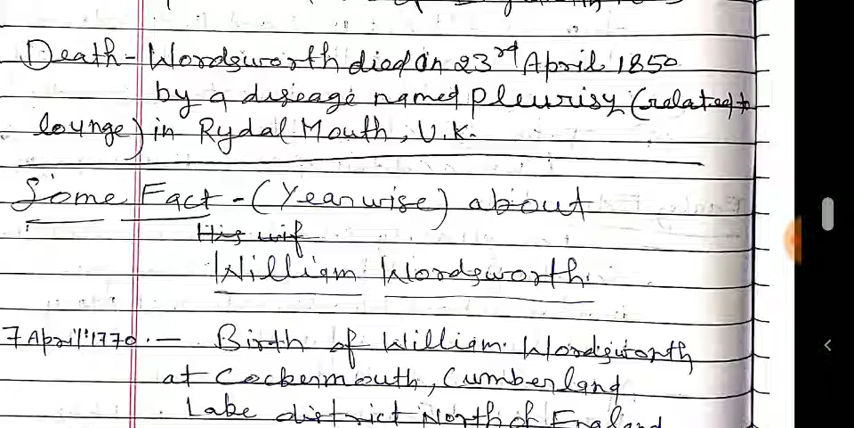 Death - Wordsworth died in 23rd April 1850
by a diseage named Pleurisy (related to
lounge) in Rydal Mouth, U.K.
Some Fact - (Yearwise) about
His wif
William Wordsworth.
7 April 1770. - Birth of William Wordsworth
at Cockermouth, Cumberland
Lake district North of England